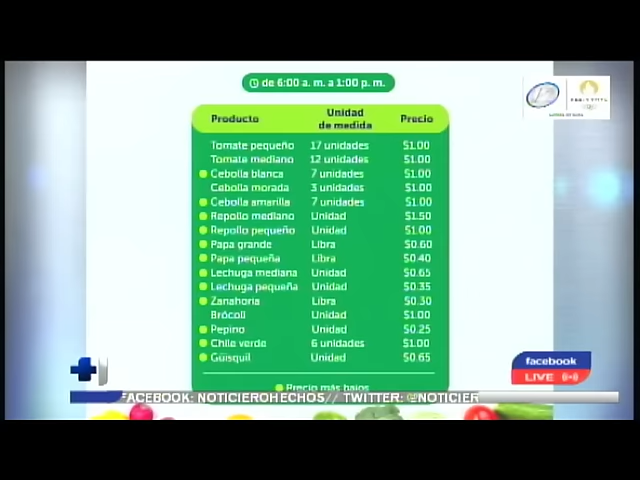 de 6:00 a. m. a 1:00 p. m.
Producto Unidad de medida Precio
Tomate pequeño 17 unidades $1.00
Tomate mediano 12 unidades $1.00
Cebolla blanca 7 unidades $1.00
Cebolla morada 3 unidades $1.00
Cebolla amarilla 7 unidades $1.00
Repollo mediano Unidad $1.50
Repollo pequeño Unidad $1.00
Papa grande Libra $0.60
Papa pequeña Libra $0.40
Lechuga mediana Unidad $0.65
Lechuga pequeña Unidad $0.35
Zanahoria Libra $0.30
Brócoli Unidad $1.00
Pepino Unidad $0.25
Chile verde 6 unidades $1.00
Güisquil Unidad $0.65
Precio más bajos
facebook
LIVE
FACEBOOK: NOTICIEROHECHOS // TWITTER: @NOTICIER